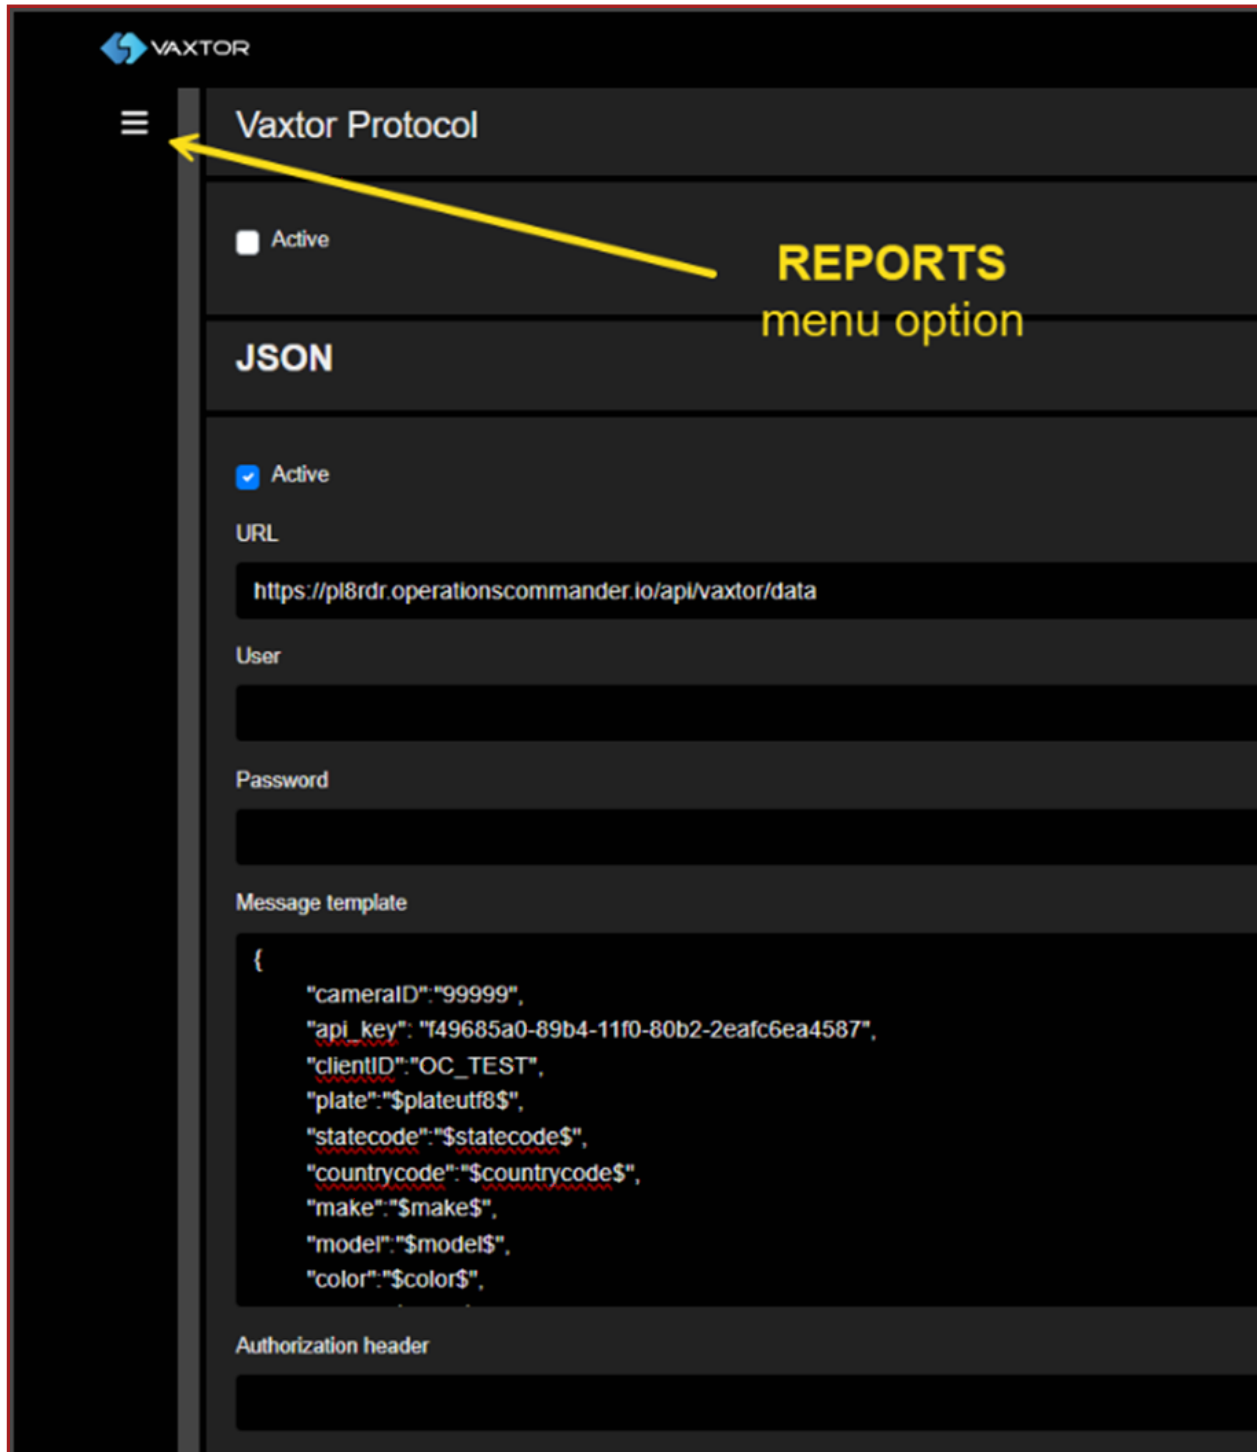 VAXTOR
Vaxtor Protocol
Active
REPORTS
menu option
JSON
Active
URL
https://pl8rdr.operationscommander.io/api/vaxtor/data
User
Password
Message template
{
"cameraID":"99999",
"api_key": "f49685a0-89b4-11f0-80b2-2eafc6ea4587",
"clientID":"OC_TEST",
"plate":"$plateutf8$",
"statecode":"$statecode$",
"countrycode":"$countrycode$",
"make":"$make$",
"model":"$model$",
"color":"$color$",
Authorization header